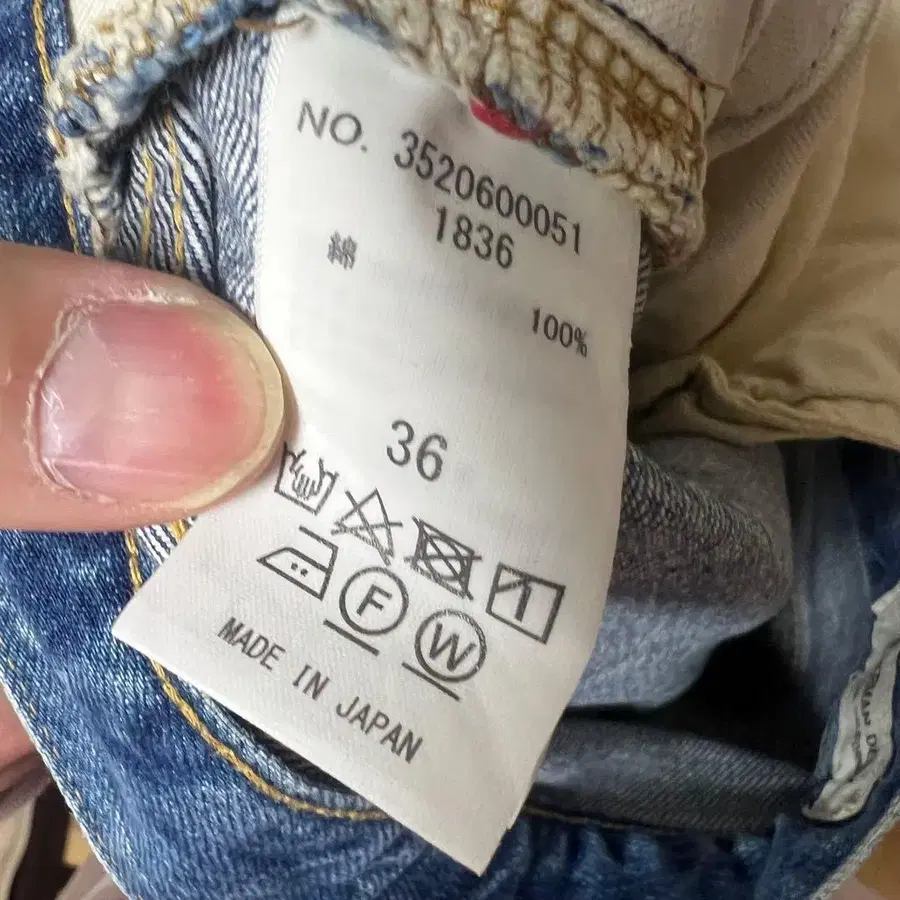 NO. 3520600051
1836
綿
100%
36
F
W
MADE IN JAPAN